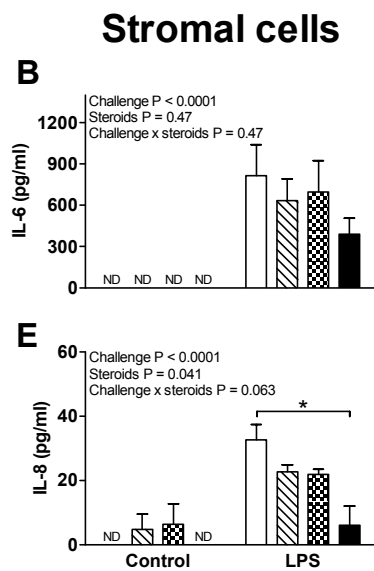 Stromal cells
B
Challenge P < 0.0001
Steroids P = 0.47
Challenge x steroids P = 0.47
IL-6 (pg/ml)
1200
900
600
300
0
ND ND ND ND
E
Challenge P < 0.0001
Steroids P = 0.041
Challenge x steroids P = 0.063
IL-8 (pg/ml)
60
40
20
0
*
ND ND
Control LPS